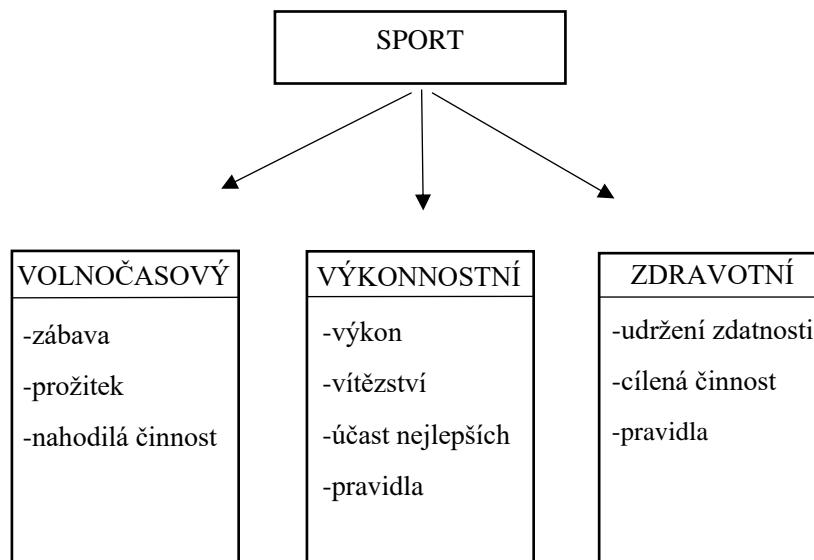 SPORT
VOLNOČASOVÝ
-zábava
-prožitek
-nahodilá činnost
VÝKONNOSTNÍ
-výkon
-vítězství
-účast nejlepších
-pravidla
ZDRAVOTNÍ
-udržení zdatnosti
-cílená činnost
-pravidla